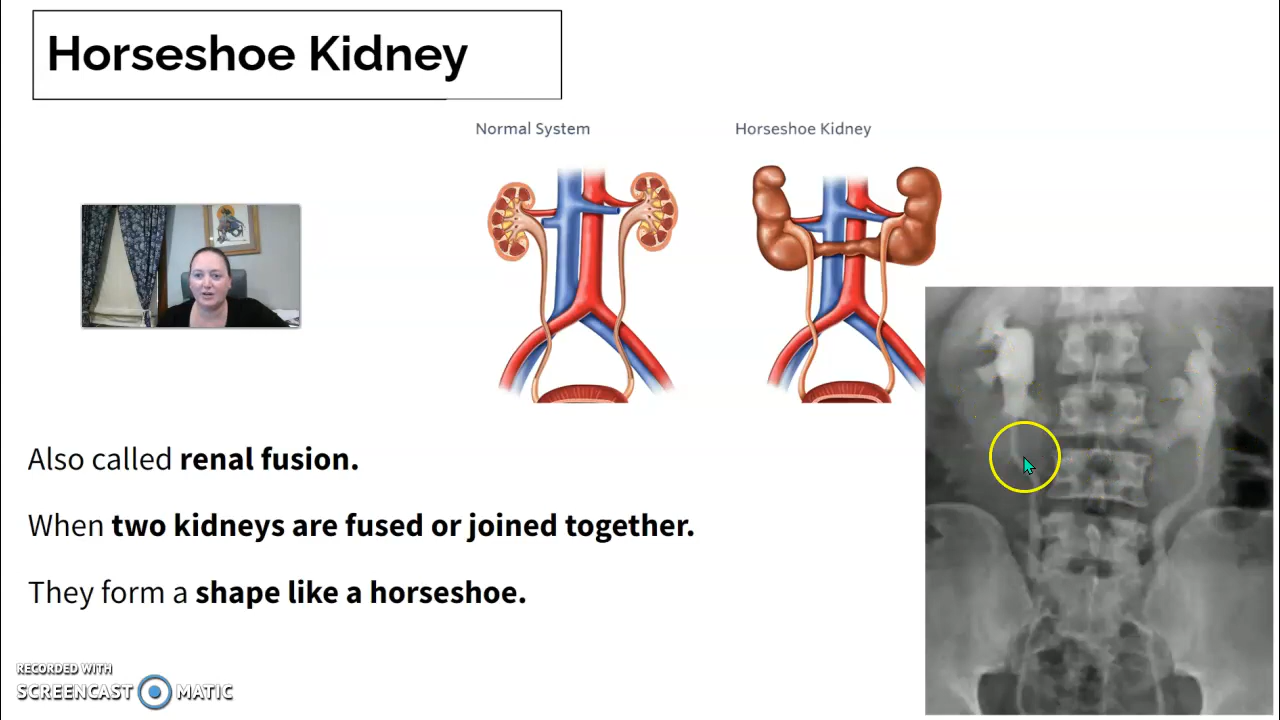 Horseshoe Kidney
Normal System
Horseshoe Kidney
Also called renal fusion.
When two kidneys are fused or joined together.
They form a shape like a horseshoe.
RECORDED WITH
SCREENCAST MATIC